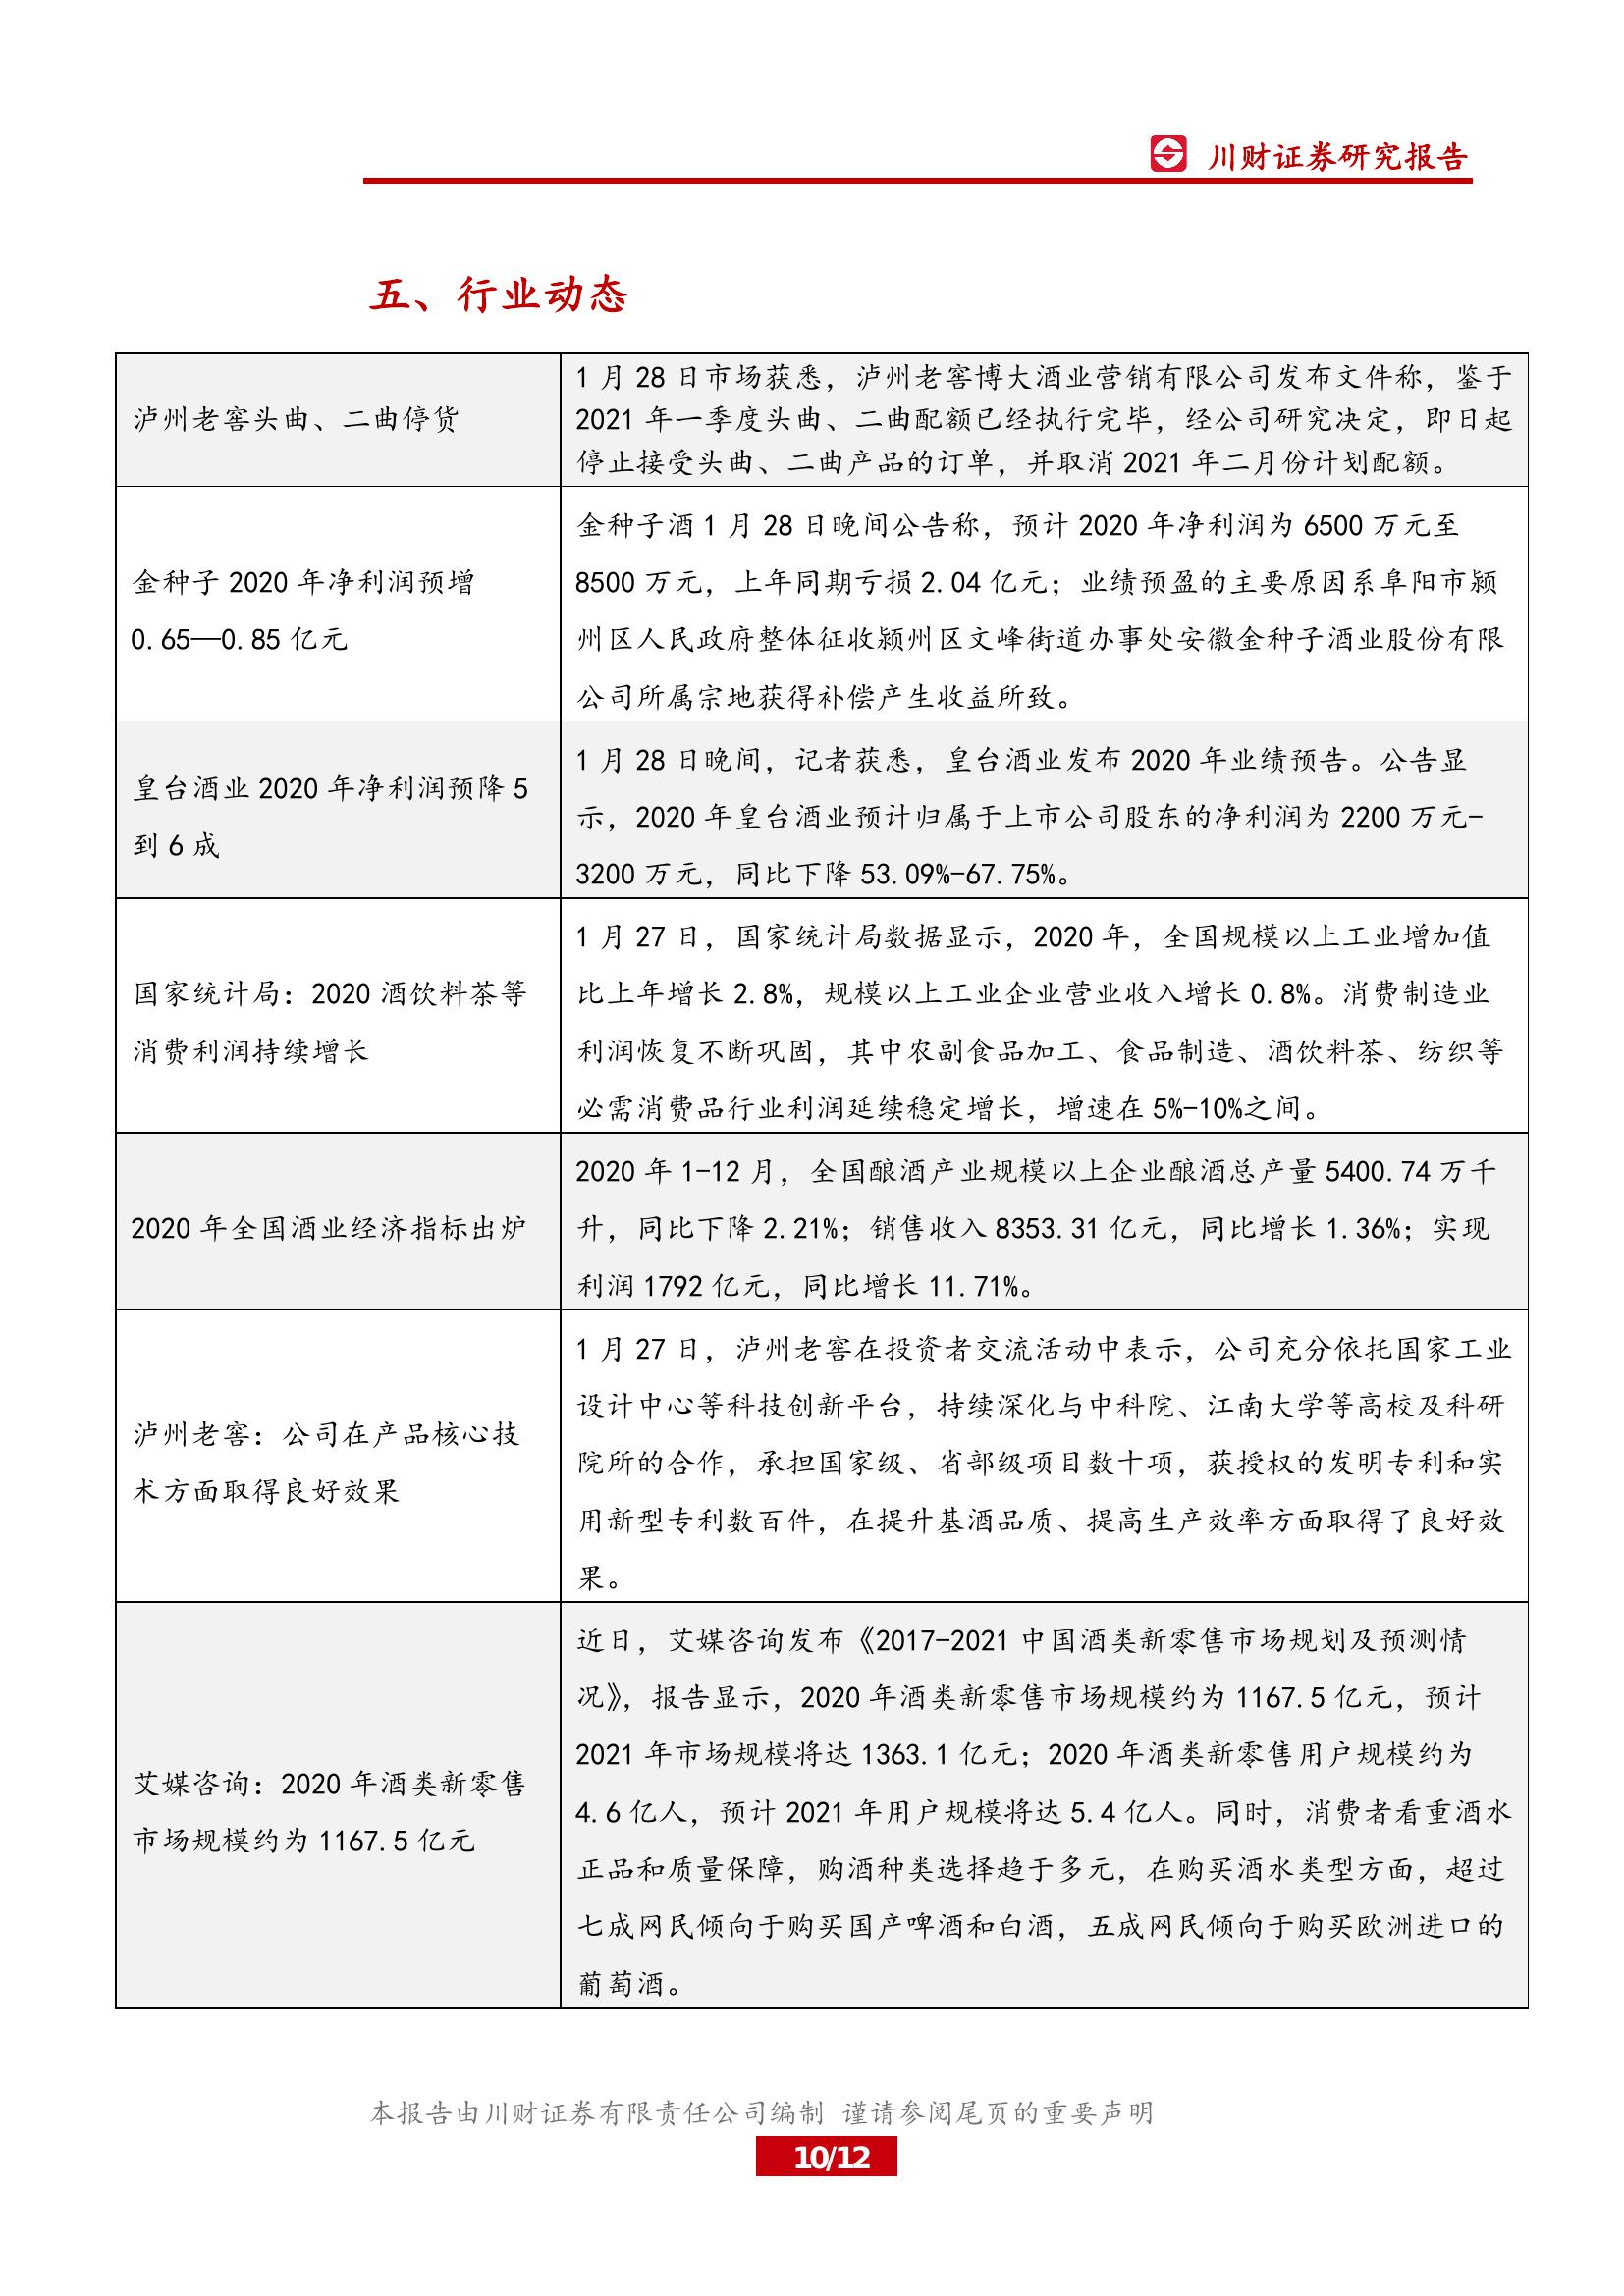 川财证券研究报告
五、行业动态
泸州老窖头曲、二曲停货
1 月 28 日市场获悉，泸州老窖博大酒业营销有限公司发布文件称，鉴于
2021 年一季度头曲、二曲配额已经执行完毕，经公司研究决定，即日起
停止接受头曲、二曲产品的订单，并取消 2021 年二月份计划配额。
金种子 2020 年净利润预增
0.65—0.85 亿元
金种子酒 1 月 28 日晚间公告称，预计 2020 年净利润为 6500 万元至
8500 万元，上年同期亏损 2.04 亿元；业绩预盈的主要原因系阜阳市颍
州区人民政府整体征收颍州区文峰街道办事处安徽金种子酒业股份有限
公司所属宗地获得补偿产生收益所致。
皇台酒业 2020 年净利润预降 5
到 6 成
1 月 28 日晚间，记者获悉，皇台酒业发布 2020 年业绩预告。公告显
示，2020 年皇台酒业预计归属于上市公司股东的净利润为 2200 万元-
3200 万元，同比下降 53.09%-67.75%。
国家统计局：2020 酒饮料茶等
消费利润持续增长
1 月 27 日，国家统计局数据显示，2020 年，全国规模以上工业增加值
比上年增长 2.8%，规模以上工业企业营业收入增长 0.8%。消费制造业
利润恢复不断巩固，其中农副食品加工、食品制造、酒饮料茶、纺织等
必需消费品行业利润延续稳定增长，增速在 5%-10%之间。
2020 年全国酒业经济指标出炉
2020 年 1-12 月，全国酿酒产业规模以上企业酿酒总产量 5400.74 万千
升，同比下降 2.21%；销售收入 8353.31 亿元，同比增长 1.36%；实现
利润 1792 亿元，同比增长 11.71%。
泸州老窖：公司在产品核心技
术方面取得良好效果
1 月 27 日，泸州老窖在投资者交流活动中表示，公司充分依托国家工业
设计中心等科技创新平台，持续深化与中科院、江南大学等高校及科研
院所的合作，承担国家级、省部级项目数十项，获授权的发明专利和实
用新型专利数百件，在提升基酒品质、提高生产效率方面取得了良好效
果。
艾媒咨询：2020 年酒类新零售
市场规模约为 1167.5 亿元
近日，艾媒咨询发布《2017-2021 中国酒类新零售市场规划及预测情
况》，报告显示，2020 年酒类新零售市场规模约为 1167.5 亿元，预计
2021 年市场规模将达 1363.1 亿元；2020 年酒类新零售用户规模约为
4.6 亿人，预计 2021 年用户规模将达 5.4 亿人。同时，消费者看重酒水
正品和质量保障，购酒种类选择趋于多元，在购买酒水类型方面，超过
七成网民倾向于购买国产啤酒和白酒，五成网民倾向于购买欧洲进口的
葡萄酒。
本报告由川财证券有限责任公司编制 谨请参阅尾页的重要声明
10/12